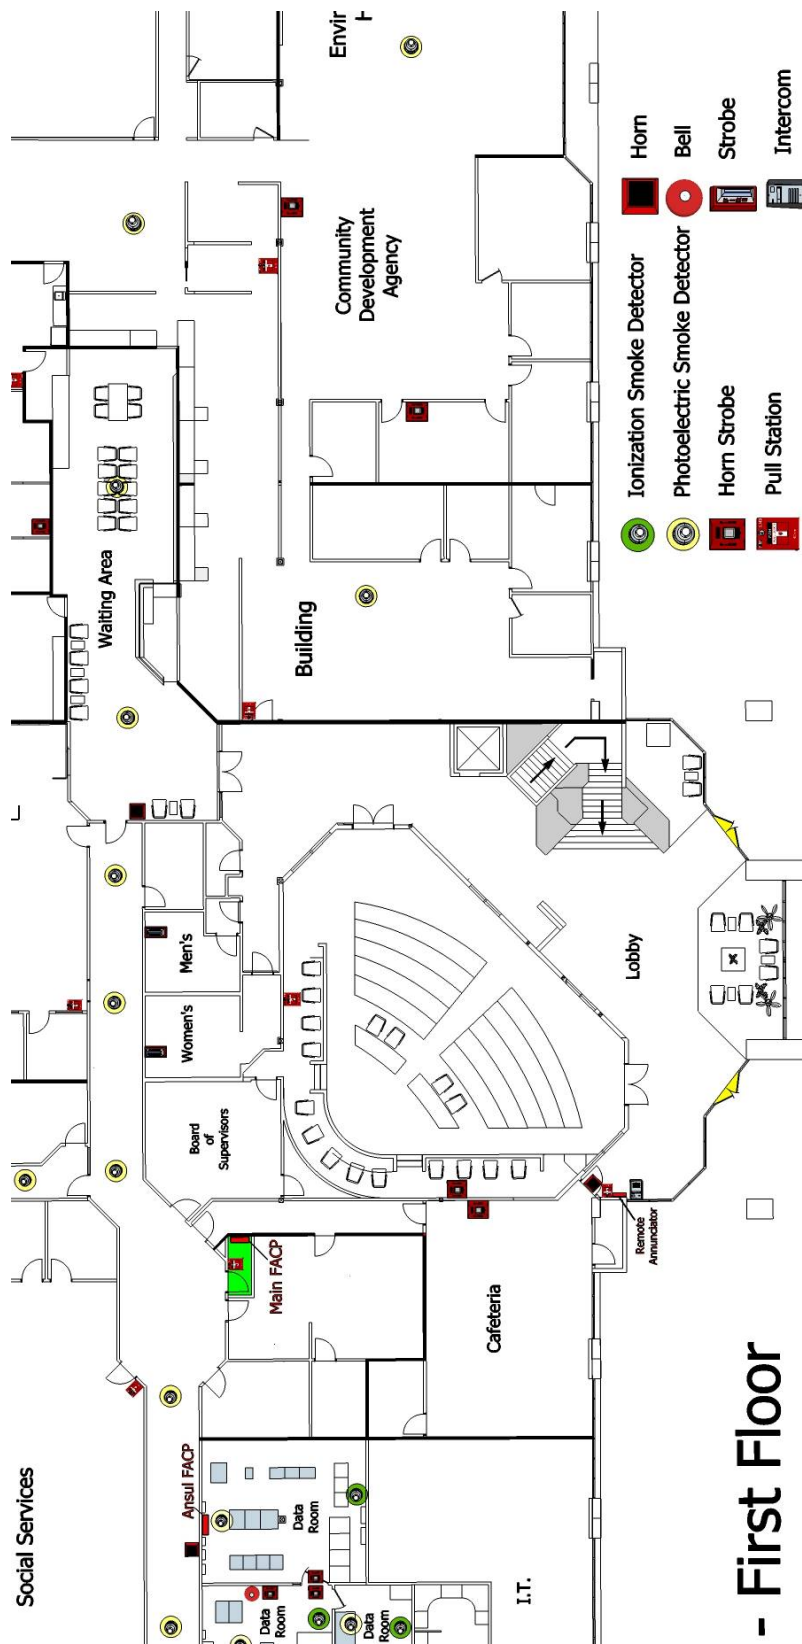 Social Services
Ansul FACP
Data
Room
Data
Room
Data
Room
I.T.
Main FACP
Cafeteria
Remote
Annunciator
Board
of
Supervisors
Women's
Men's
Lobby
Waiting Area
Building
Community
Development
Agency
Envir
H
- First Floor
Ionization Smoke Detector
Photoelectric Smoke Detector
Horn Strobe
Pull Station
Horn
Bell
Strobe
Intercom